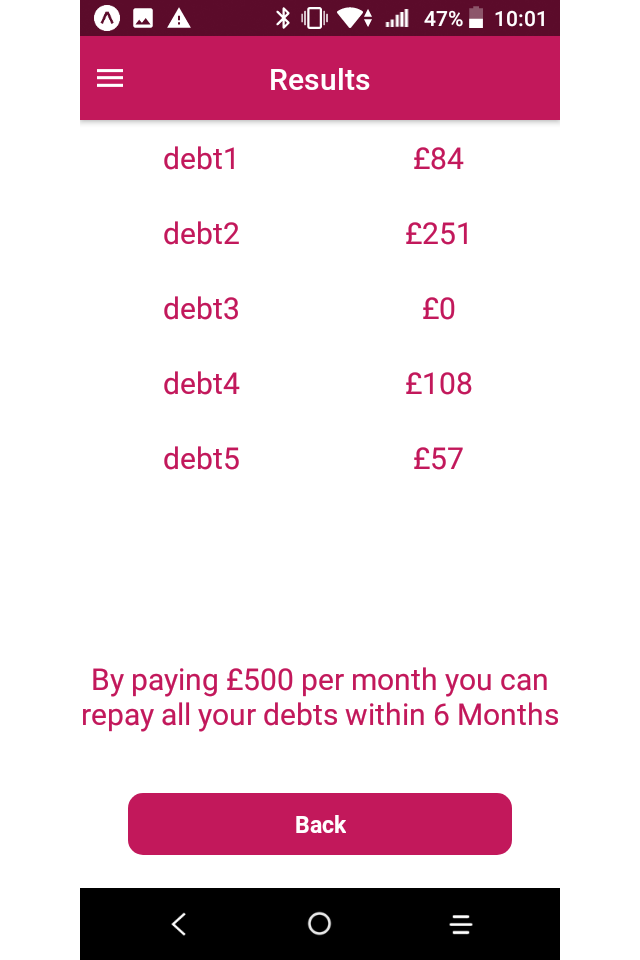 47% 10:01
Results
debt1 £84
debt2 £251
debt3 £0
debt4 £108
debt5 £57
By paying £500 per month you can
repay all your debts within 6 Months
Back